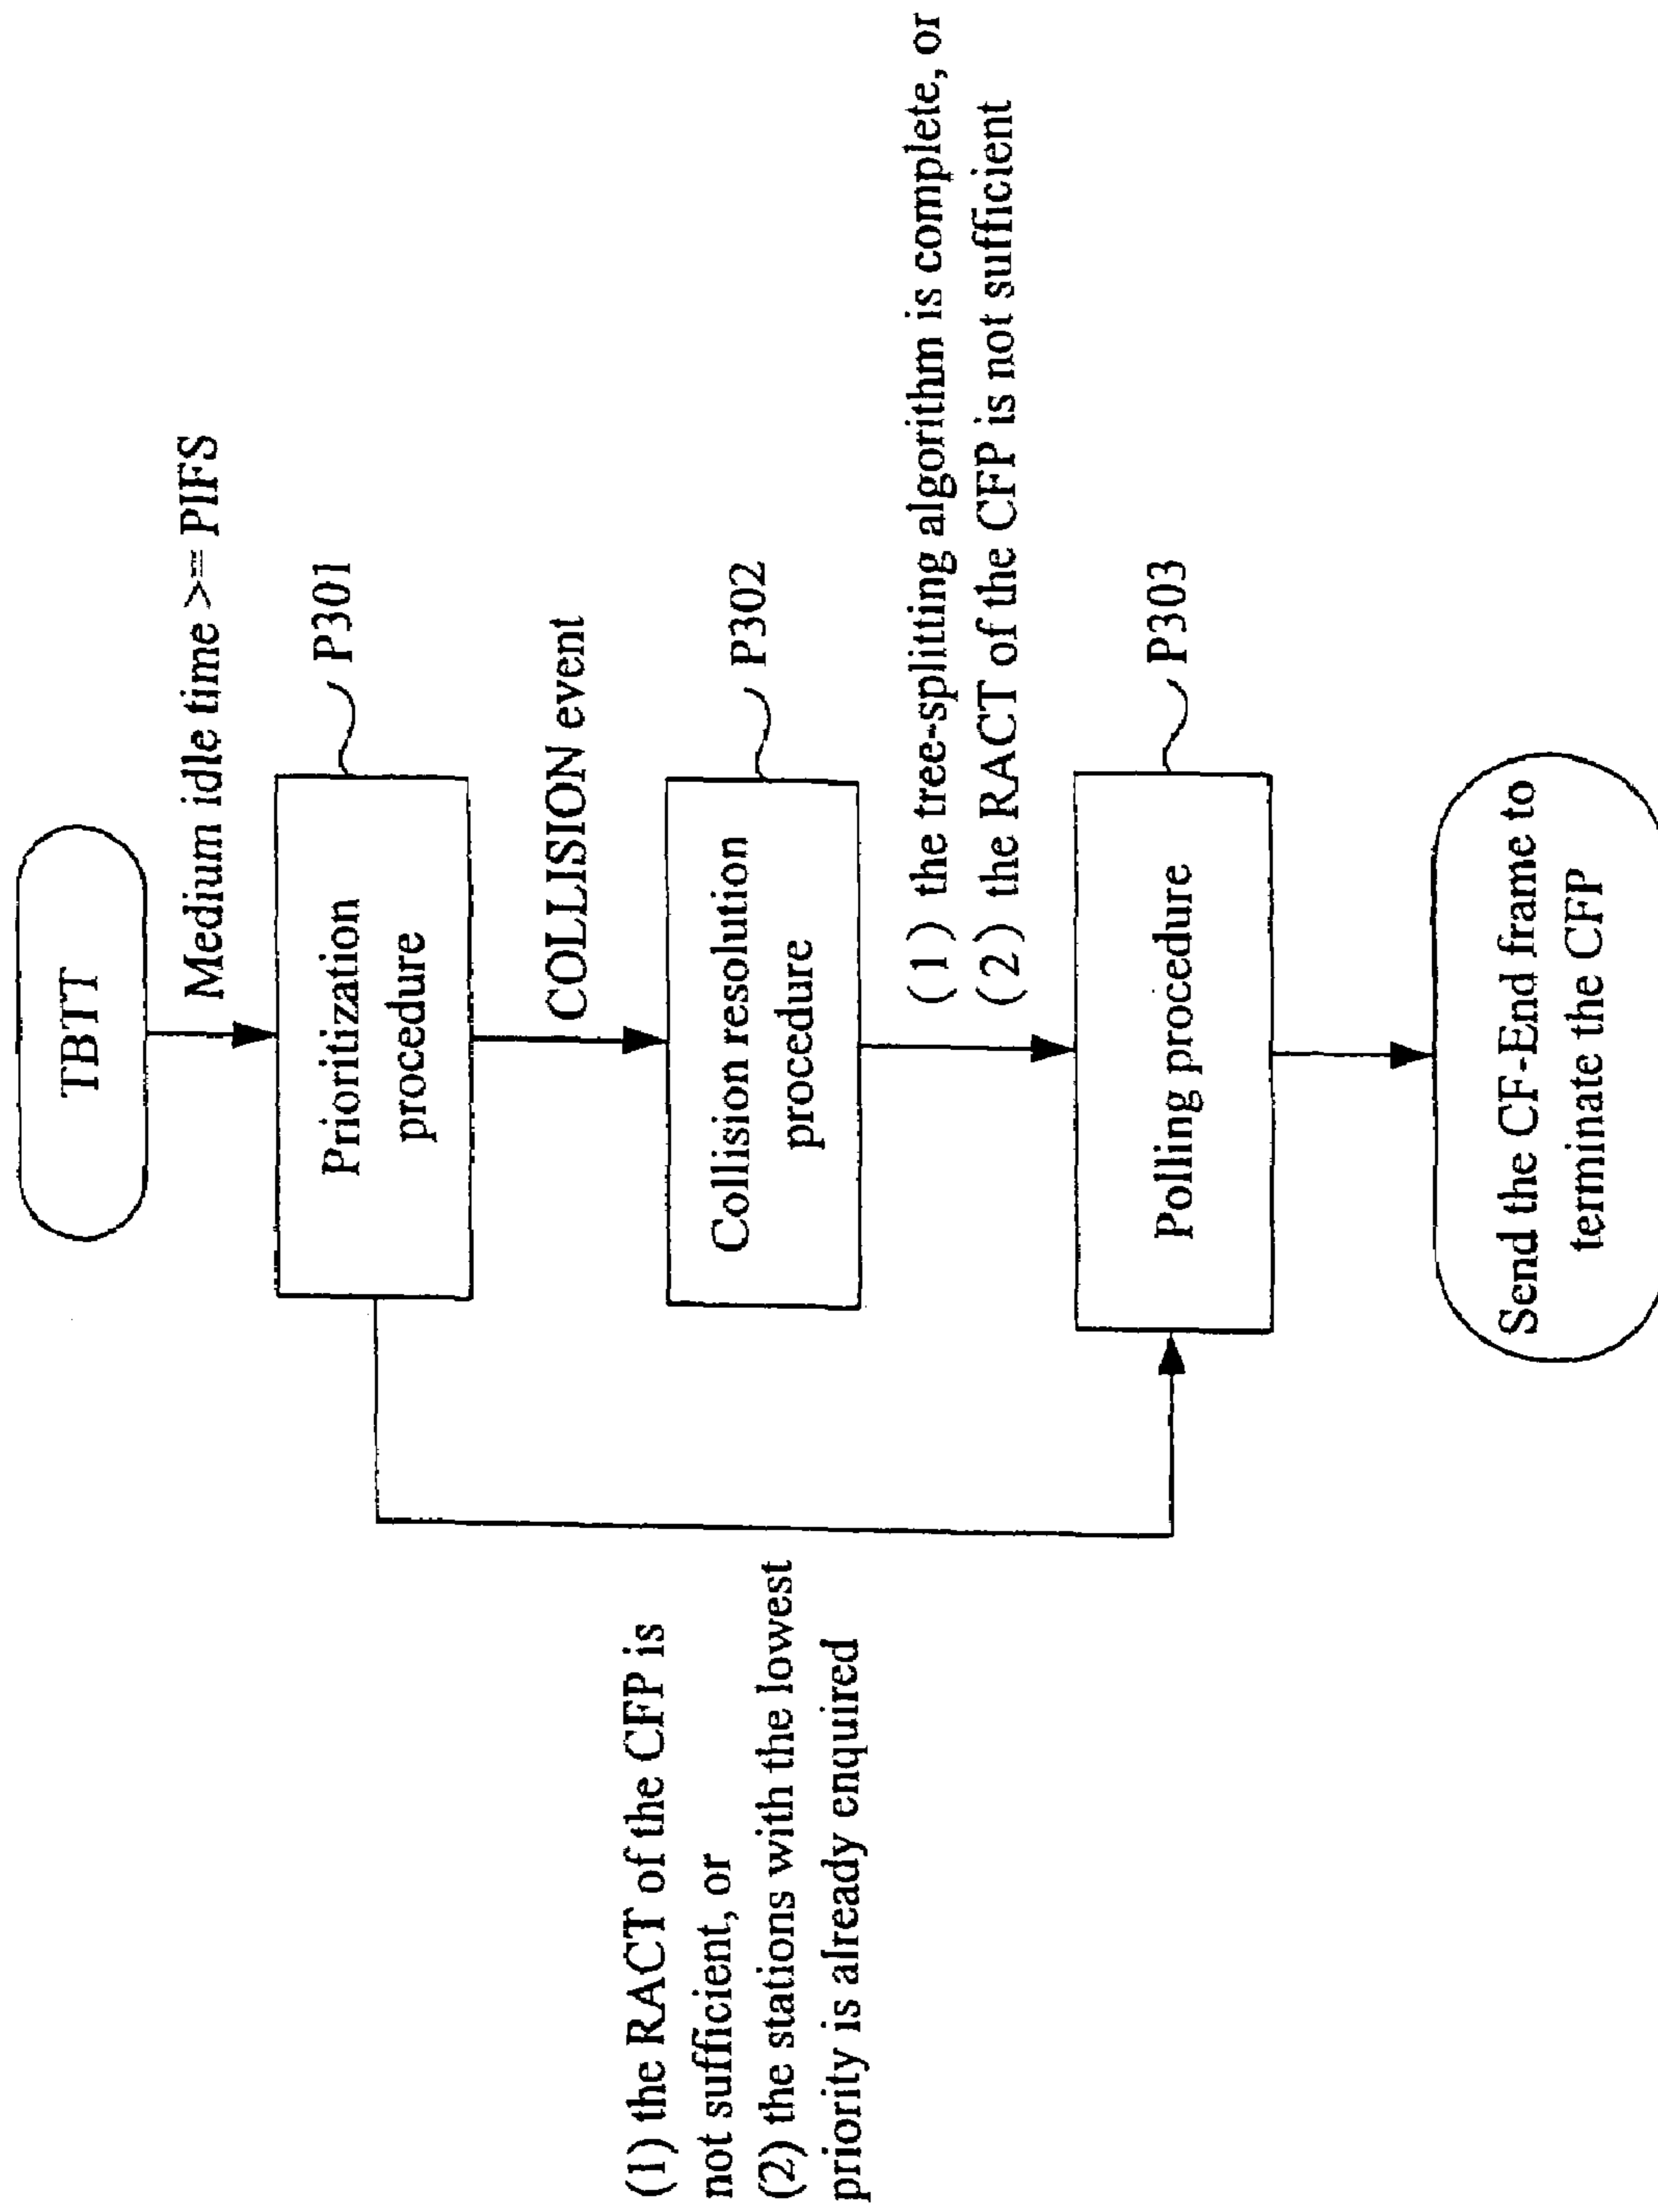 TBTT
Medium idle time >= PIFS
Prioritization
procedure
P301
COLLISION event
Collision resolution
procedure
P302
(1) the RACT of the CFP is
not sufficient, or
(2) the stations with the lowest
priority is already enquired
(1) the tree-splitting algorithm is complete, or
(2) the RACT of the CFP is not sufficient
Polling procedure
P303
Send the CF-End frame to
terminate the CFP